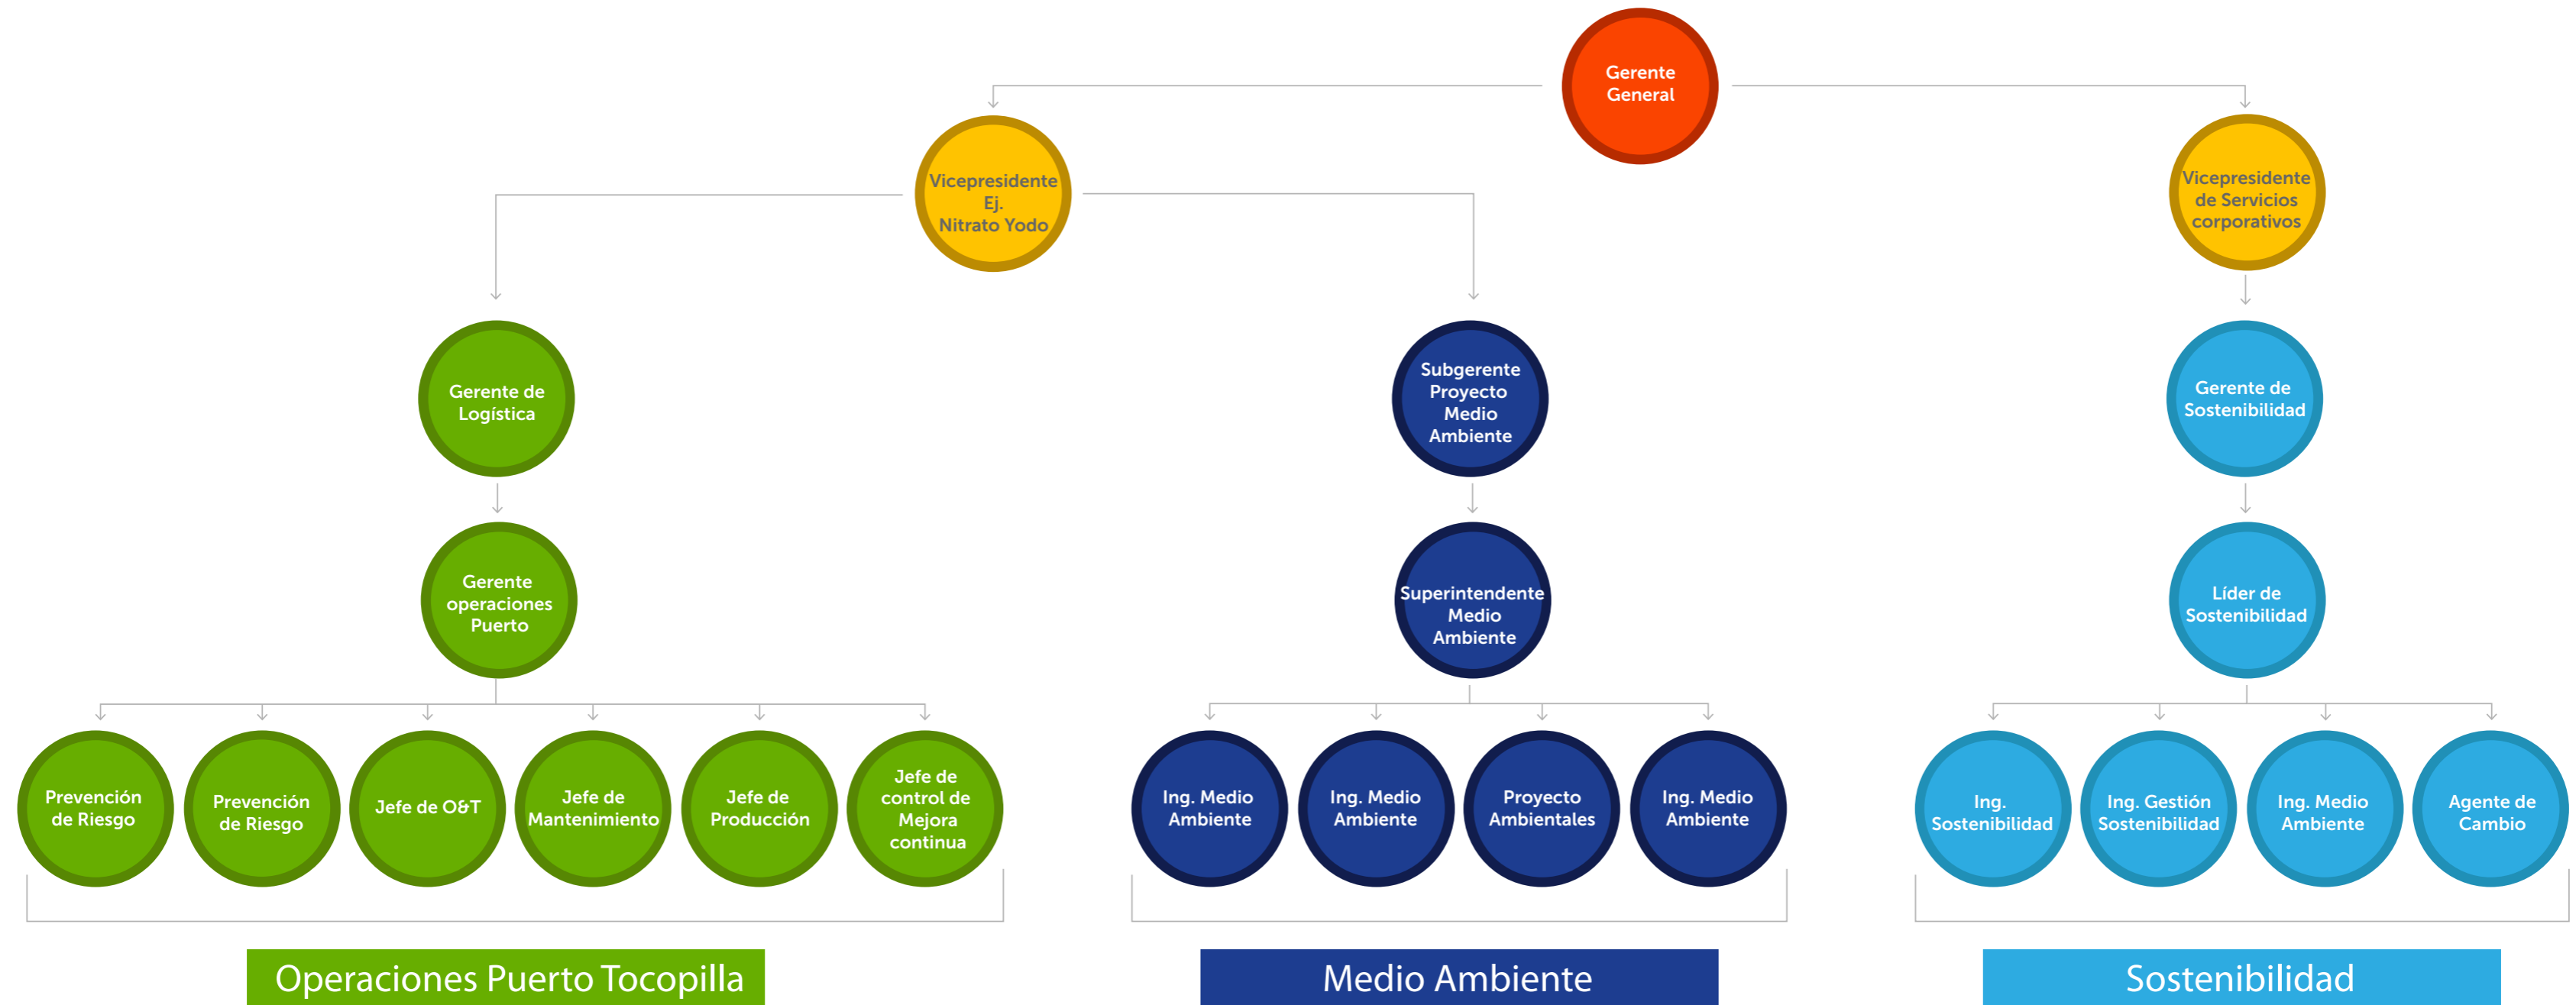 Gerente
General
Vicepresidente
Ej.
Nitrato Yodo
Vicepresidente
de Servicios
corporativos
Gerente de
Logística
Subgerente
Proyecto
Medio
Ambiente
Gerente de
Sostenibilidad
Gerente
operaciones
Puerto
Superintendente
Medio
Ambiente
Líder de
Sostenibilidad
Prevención
de Riesgo
Prevención
de Riesgo
Jefe de O&T
Jefe de
Mantenimiento
Jefe de
Producción
Jefe de
control de
Mejora
continua
Ing. Medio
Ambiente
Ing. Medio
Ambiente
Proyecto
Ambientales
Ing. Medio
Ambiente
Ing.
Sostenibilidad
Ing. Gestión
Sostenibilidad
Ing. Medio
Ambiente
Agente de
Cambio
Operaciones Puerto Tocopilla
Medio Ambiente
Sostenibilidad